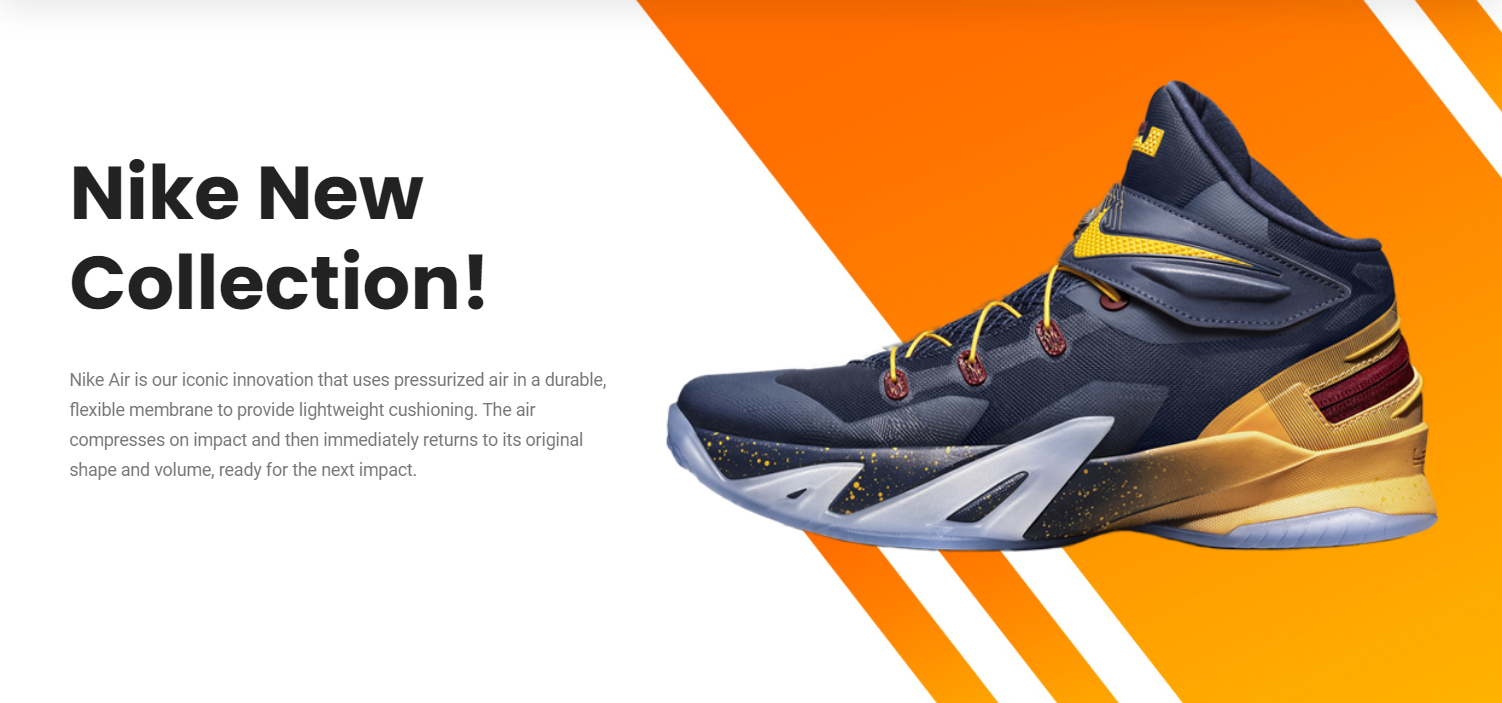 Nike New
Collection!
Nike Air is our iconic innovation that uses pressurized air in a durable,
flexible membrane to provide lightweight cushioning. The air
compresses on impact and then immediately returns to its original
shape and volume, ready for the next impact.